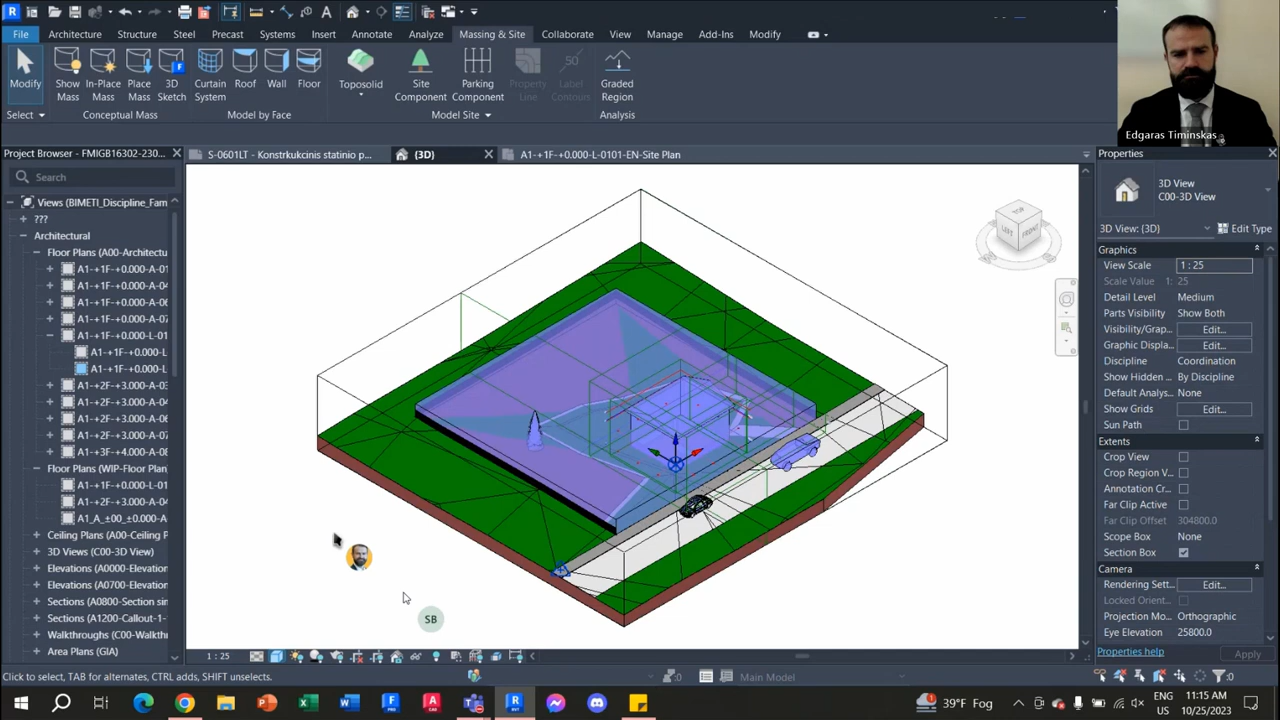 File
Architecture
Structure
Steel
Precast
Systems
Insert
Annotate
Analyze
Massing & Site
Collaborate
View
Manage
Add-Ins
Modify
Modify
Show Mass
In-Place Mass
Place Mass
3D Sketch
Curtain System
Roof
Wall
Floor
Toposolid
Site Component
Parking Component
Property Line
Label Contours
50
Graded Region
Select
Conceptual Mass
Model by Face
Model Site
Analysis
Edgaras Timinskas
Project Browser - FMIGB16302-230...
S-0601LT - Konstrkukcinis statinio p...
(3D)
A1-+1F-+0.000-L-0101-EN-Site Plan
Properties
Search
Views (BIMETI_Discipline_Fam
???
Architectural
Floor Plans (A00-Architectu
A1-+1F-+0.000-A-01
A1-+1F-+0.000-A-04
A1-+1F-+0.000-A-06
A1-+1F-+0.000-A-07
A1-+1F-+0.000-L-01
A1-+1F-+0.000-L
A1-+1F-+0.000-L
A1-+2F-+3.000-A-03
A1-+2F-+3.000-A-04
A1-+2F-+3.000-A-06
A1-+2F-+3.000-A-07
A1-+3F-+6.000-A-08
Floor Plans (WIP-Floor Plan)
A1-+1F-+0.000-L-01
A1-+2F-+3.000-A-04
A1_A_±00_±0.000-A
Ceiling Plans (A00-Ceiling P
3D Views (C00-3D View)
Elevations (A0000-Elevation
Elevations (A0700-Elevation
Sections (A0800-Section sin
Sections (A1200-Callout-1-
Walkthroughs (C00-Walkth
Area Plans (GIA)
TOP
LEFT
FRONT
SB
3D View
C00-3D View
3D View: (3D)
Edit Type
Graphics
View Scale 1 : 25
Scale Value 1: 25
Detail Level Medium
Parts Visibility Show Both
Visibility/Grap... Edit...
Graphic Displa... Edit...
Discipline Coordination
Show Hidden ... By Discipline
Default Analys... None
Show Grids Edit...
Sun Path
Extents
Crop View
Crop Region V...
Annotation Cr...
Far Clip Active
Far Clip Offset 304800.0
Scope Box None
Section Box
Camera
Rendering Sett... Edit...
Locked Orient...
Projection Mo... Orthographic
Eye Elevation 25800.0
Properties help
Apply
1 : 25
Click to select, TAB for alternates, CTRL adds, SHIFT unselects.
:0
Main Model
:0
39°F Fog
ENG
US
11:15 AM
10/25/2023